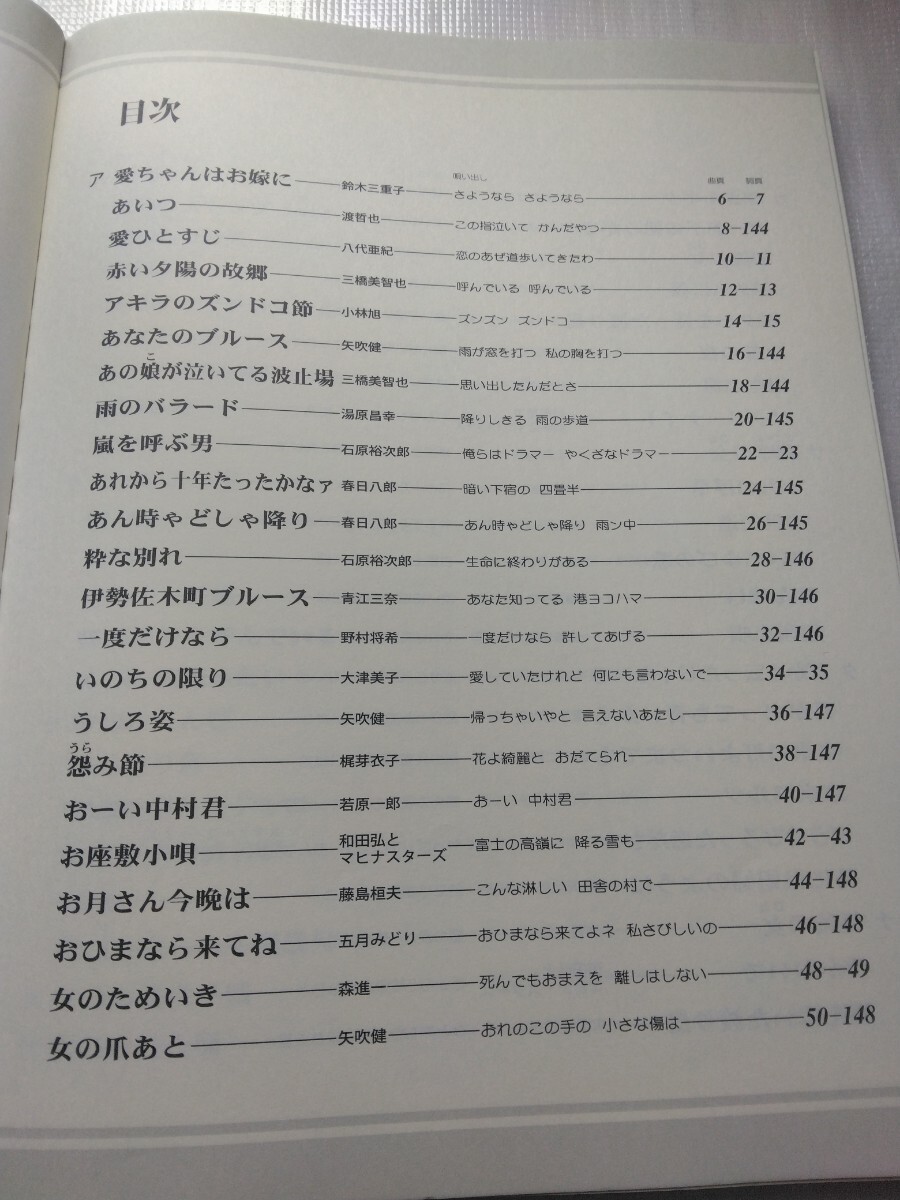 目次
唄い出し 曲頁 詞頁
ア 愛ちゃんはお嫁に 鈴木三重子 さようなら さようなら 6—7
あいつ 渡哲也 この指泣いて かんだやつ 8–144
愛ひとすじ 八代亜紀 恋のあぜ道歩いてきたわ 10—11
赤い夕陽の故郷 三橋美智也 呼んでいる 呼んでいる 12—13
アキラのズンドコ節 小林旭 ズンズン ズンドコ 14—15
あなたのブルース 矢吹健 雨が窓を打つ 私の胸を打つ 16–144
こ
あの娘が泣いてる波止場 三橋美智也 思い出したんだとさ 18–144
雨のバラード 湯原昌幸 降りしきる 雨の歩道 20–145
嵐を呼ぶ男 石原裕次郎 俺らはドラマー やくざなドラマー 22—23
あれから十年たったかなァ 春日八郎 暗い下宿の 四畳半 24–145
あん時ゃどしゃ降り 春日八郎 あん時ゃどしゃ降り 雨ン中 26–145
粋な別れ 石原裕次郎 生命に終わりがある 28–146
伊勢佐木町ブルース 青江三奈 あなた知ってる 港ヨコハマ 30–146
一度だけなら 野村将希 一度だけなら 許してあげる 32–146
いのちの限り 大津美子 愛していたけれど 何にも言わないで 34—35
うしろ姿 矢吹健 帰っちゃいやと 言えないあたし 36–147
うら
怨み節 梶芽衣子 花よ綺麗と おだてられ 38–147
おーい中村君 若原一郎 おーい 中村君 40–147
お座敷小唄 和田弘と マヒナスターズ 富士の高嶺に 降る雪も 42—43
お月さん今晩は 藤島桓夫 こんな淋しい 田舎の村で 44–148
おひまなら来てね 五月みどり おひまなら来てよネ 私さびしいの 46–148
女のためいき 森進一 死んでもおまえを 離しはしない 48—49
女の爪あと 矢吹健 おれのこの手の 小さな傷は 50–148